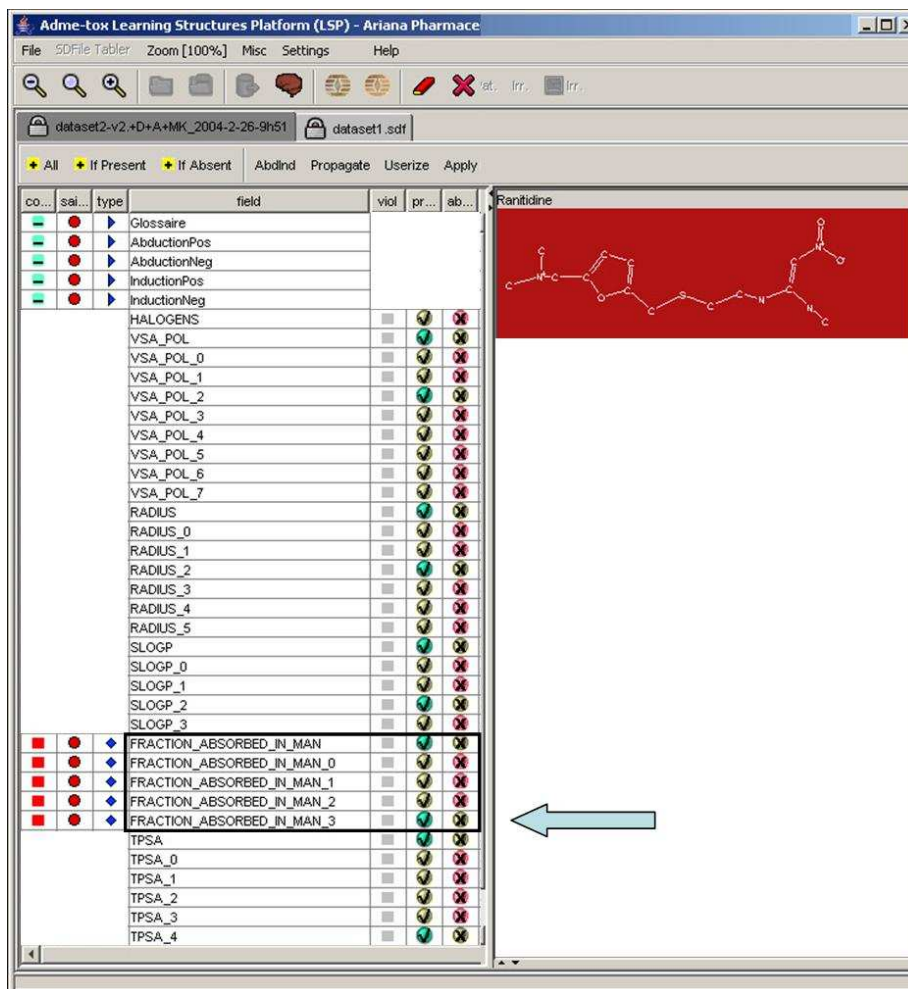 Adme-tox Learning Structures Platform (LSP) - Ariana Pharmace
File SDFile Tabler Zoom [100%] Misc Settings Help
Irr. Irr.
dataset2-v2.+D+A+MK_2004-2-26-9h51 dataset1.sdf
All If Present If Absent AbdInd Propagate Userize Apply
co... sai... type field viol pr... ab... Ranitidine
Glossaire
AbductionPos
AbductionNeg
InductionPos
InductionNeg
HALOGENS
VSA_POL
VSA_POL_0
VSA_POL_1
VSA_POL_2
VSA_POL_3
VSA_POL_4
VSA_POL_5
VSA_POL_6
VSA_POL_7
RADIUS
RADIUS_0
RADIUS_1
RADIUS_2
RADIUS_3
RADIUS_4
RADIUS_5
SLOGP
SLOGP_0
SLOGP_1
SLOGP_2
SLOGP_3
FRACTION_ABSORBED_IN_MAN
FRACTION_ABSORBED_IN_MAN_0
FRACTION_ABSORBED_IN_MAN_1
FRACTION_ABSORBED_IN_MAN_2
FRACTION_ABSORBED_IN_MAN_3
TPSA
TPSA_0
TPSA_1
TPSA_2
TPSA_3
TPSA_4